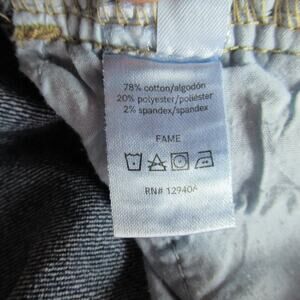 78% cotton/algodón
20% polyester/poliéster
2% spandex/spandex
FAME
RN# 129406